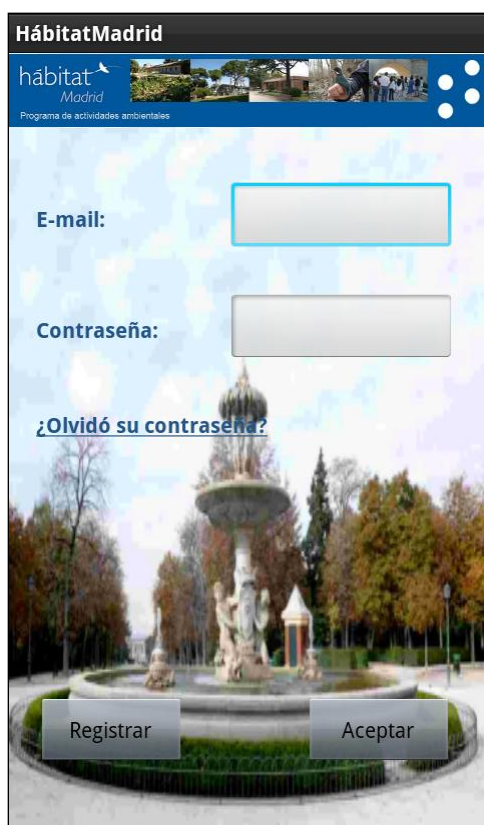 HábitatMadrid
hábitat
Madrid
Programa de actividades ambientales
E-mail:
Contraseña:
¿Olvidó su contraseña?
Registrar
Aceptar